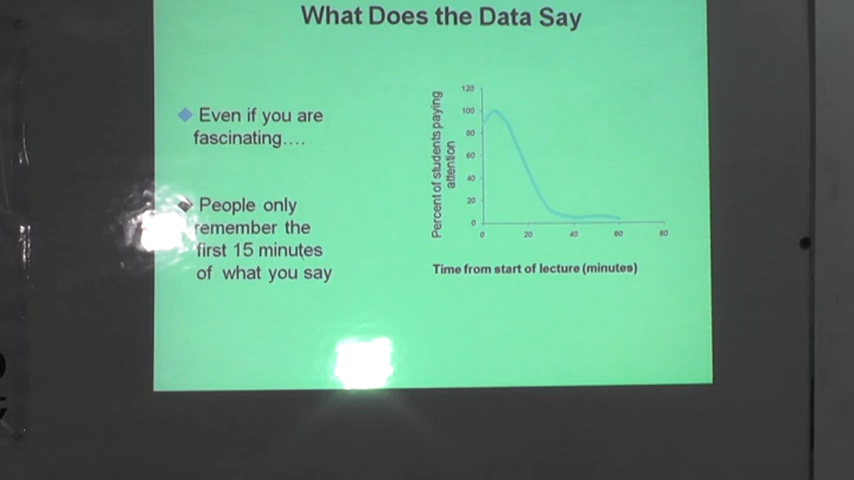 What Does the Data Say
Even if you are
fascinating....
People only
remember the
first 15 minutes
of what you say
Percent of students paying
attention
120
100
80
60
40
20
0
0 20 40 60 80
Time from start of lecture (minutes)